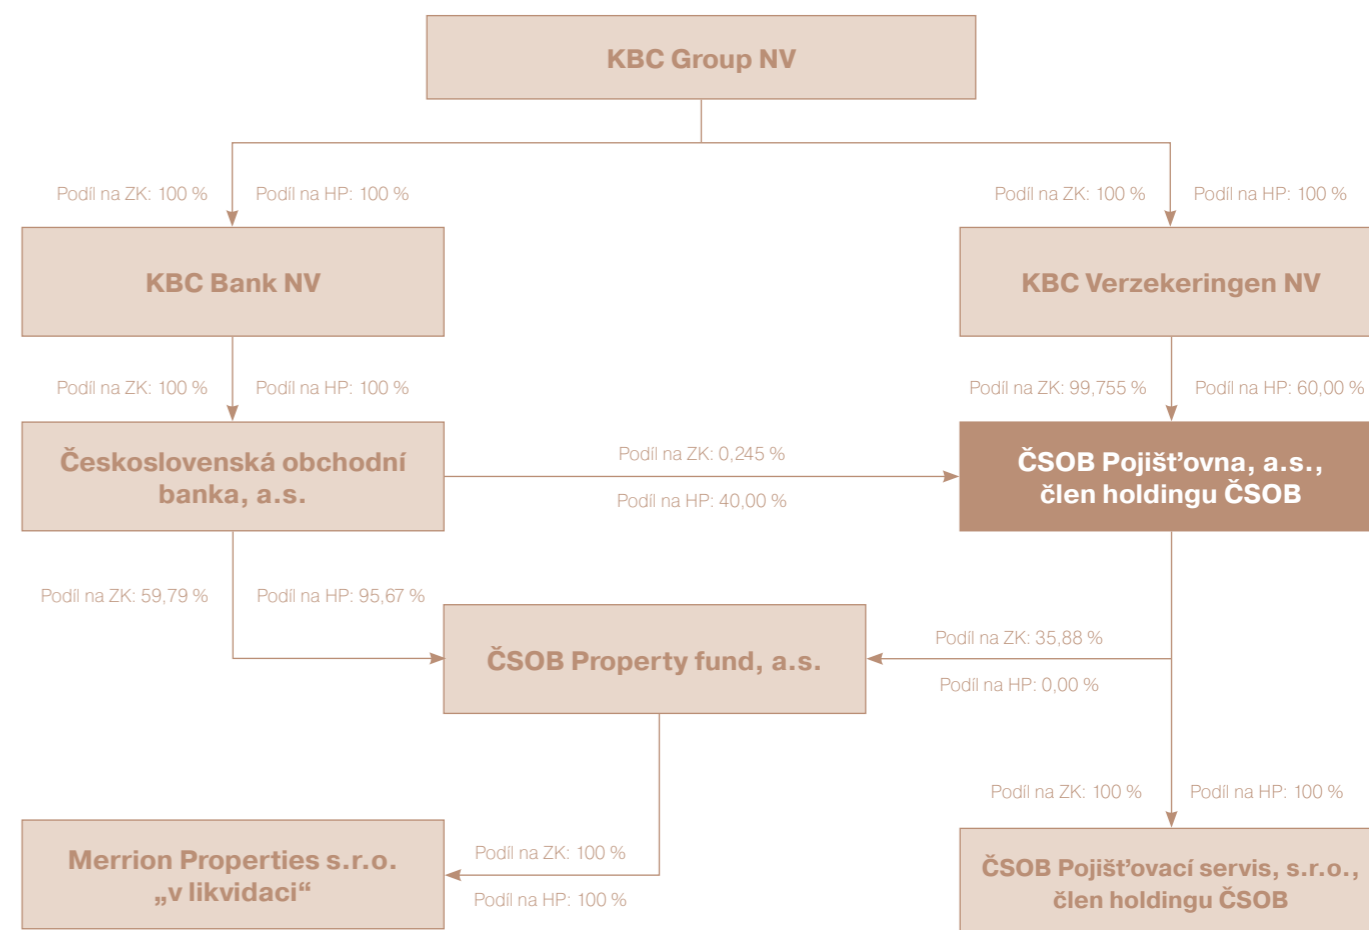 KBC Group NV
Podíl na ZK: 100 %
Podíl na HP: 100 %
Podíl na ZK: 100 %
Podíl na HP: 100 %
KBC Bank NV
KBC Verzekeringen NV
Podíl na ZK: 100 %
Podíl na HP: 100 %
Podíl na ZK: 99,755 %
Podíl na HP: 60,00 %
Československá obchodní
banka, a.s.
Podíl na ZK: 0,245 %
Podíl na HP: 40,00 %
ČSOB Pojišťovna, a.s.,
člen holdingu ČSOB
Podíl na ZK: 59,79 %
Podíl na HP: 95,67 %
ČSOB Property fund, a.s.
Podíl na ZK: 35,88 %
Podíl na HP: 0,00 %
Podíl na ZK: 100 %
Podíl na HP: 100 %
Merrion Properties s.r.o.
„v likvidaci“
Podíl na ZK: 100 %
Podíl na HP: 100 %
ČSOB Pojišťovací servis, s.r.o.,
člen holdingu ČSOB